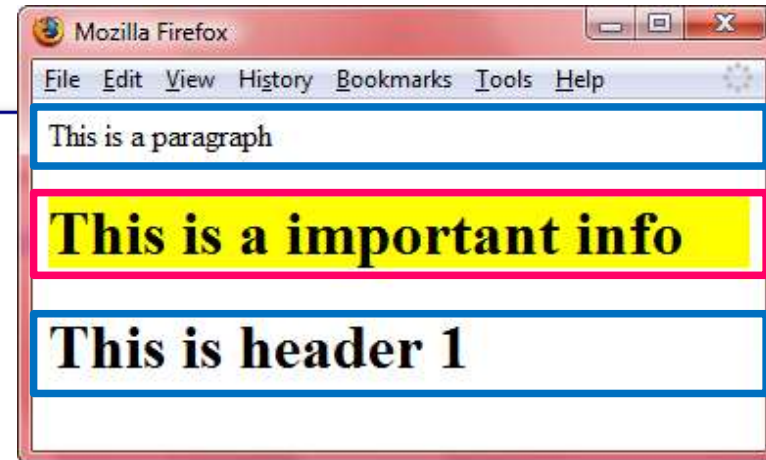 Mozilla Firefox
File Edit View History Bookmarks Tools Help
This is a paragraph
This is a important info
This is header 1